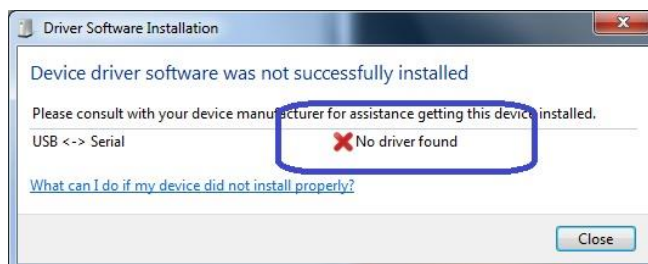 Driver Software Installation
Device driver software was not successfully installed
Please consult with your device manufacturer for assistance getting this device installed.
USB <-> Serial No driver found
What can I do if my device did not install properly?
Close